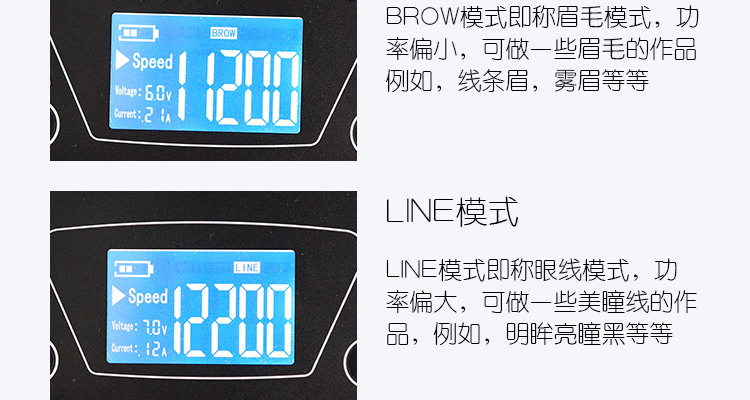 BROW
Speed 11200
Voltage: 6.0V
Current: .21A
BROW模式即称眉毛模式，功
率偏小，可做一些眉毛的作品
例如，线条眉，雾眉等等
LINE
Speed 12200
Voltage: 7.0V
Current: .12A
LINE模式
LINE模式即称眼线模式，功
率偏大，可做一些美瞳线的作
品，例如，明眸亮瞳黑等等